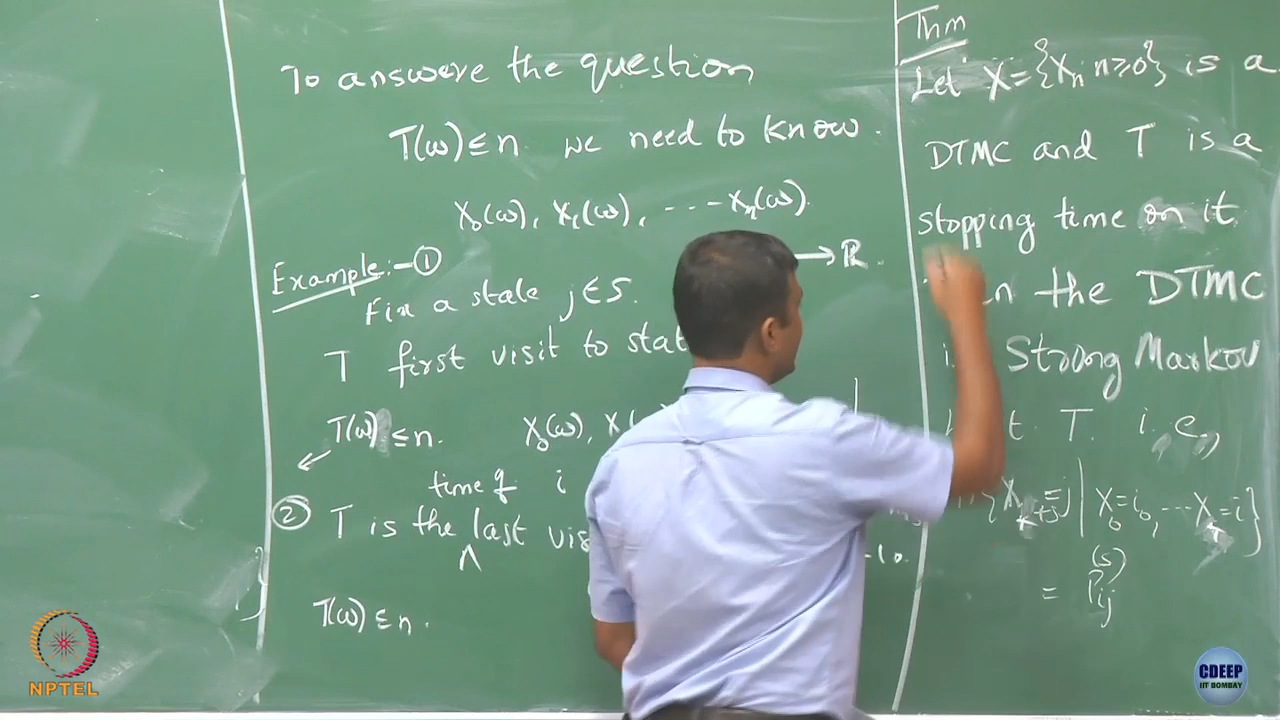 To answere the question
T(ω) ≤ n we need to know.
X₀(ω), X₁(ω), --- Xₙ(ω).
→ ℝ.
Example:- ①
Fix a state j ∈ S.
T first visit to
T(ω) ≤ n. X₀(ω),
time of i
② T is the last
T(ω) ≤ n.
Thm
Let X = {Xₙ n ≥ 0} is a
DTMC and T is a
stopping time on it
the DTMC
Strong Markov
T. i.e,
=j | X₀=i₀, --- X =i}
= Pᵢⱼ⁽ˢ⁾
NPTEL
CDEEP
IIT BOMBAY